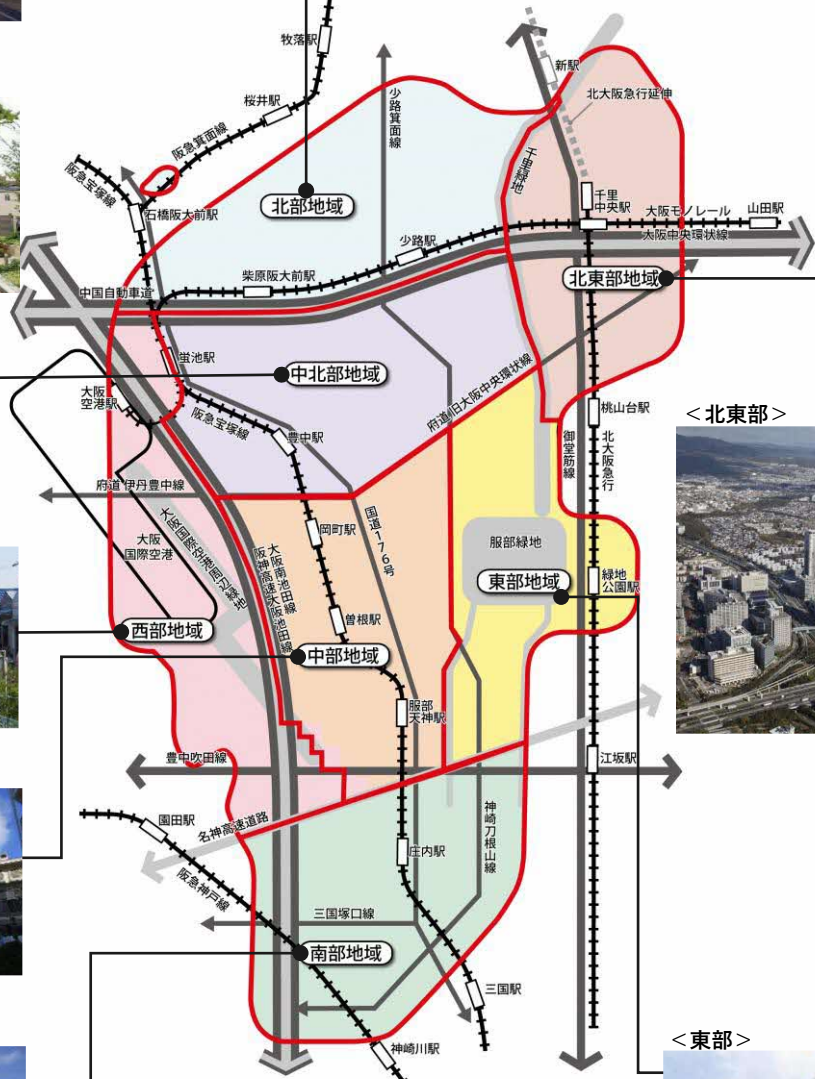 牧落駅
新駅
桜井駅
北大阪急行延伸
少路箕面線
阪急箕面線
千里緑地
阪急宝塚線
千里
中央駅
北部地域
石橋阪大前駅
大阪モノレール
山田駅
大阪中央環状線
少路駅
柴原阪大前駅
北東部地域
中国自動車道
蛍池駅
中北部地域
府道 旧大阪中央環状線
大阪
空港駅
阪急宝塚線
豊中駅
桃山台駅
＜北東部＞
御堂筋線
北大阪急行
府道 伊丹豊中線
大阪国際空港周辺緑地
大阪
国際空港
国道176号
岡町駅
服部緑地
大阪南池田線
阪神高速大阪池田線
東部地域
緑地
公園駅
曽根駅
西部地域
中部地域
服部
天神駅
豊中吹田線
江坂駅
園田駅
名神高速道路
神崎刀根山線
庄内駅
阪急神戸線
三国塚口線
南部地域
三国駅
神崎川駅
＜東部＞